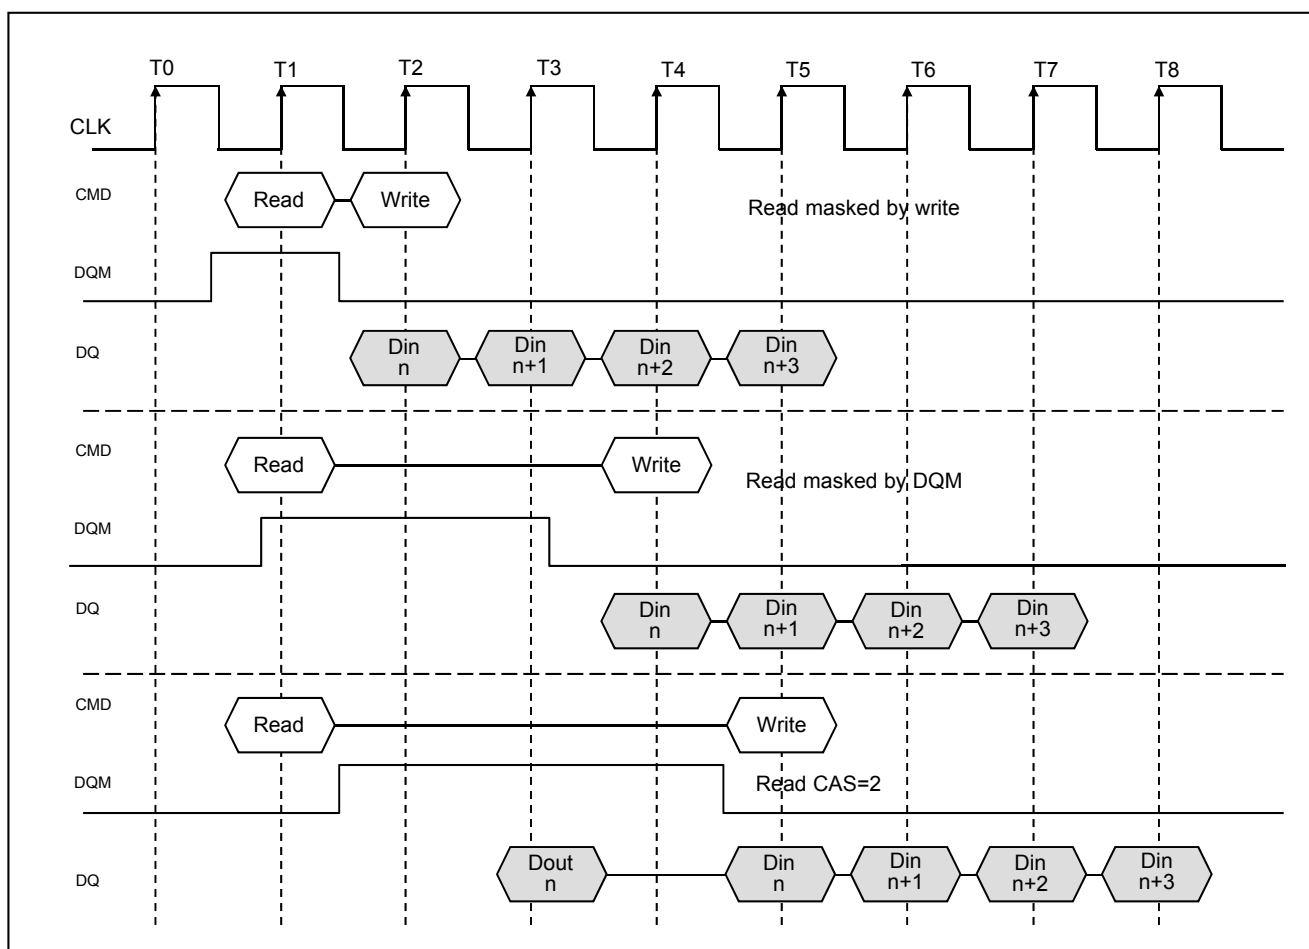 T0 T1 T2 T3 T4 T5 T6 T7 T8
CLK
CMD Read Write Read masked by write
DQM
DQ Din Din Din Din
n n+1 n+2 n+3
CMD Read Write Read masked by DQM
DQM
DQ Din Din Din Din
n n+1 n+2 n+3
CMD Read Write
DQM Read CAS=2
DQ Dout Din Din Din Din
n n n+1 n+2 n+3